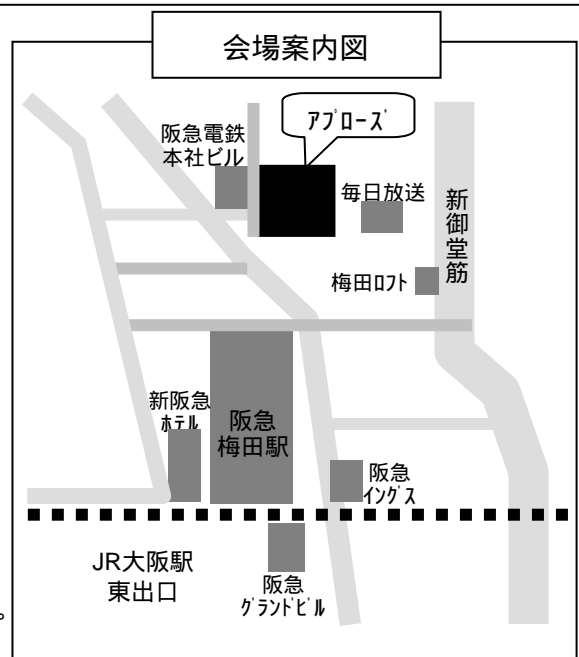 会場案内図
アプローズ
阪急電鉄
本社ビル
毎日放送
新御堂筋
梅田ロフト
新阪急
ホテル
阪急
梅田駅
阪急
イングス
JR大阪駅
東出口
阪急
グランドビル
。